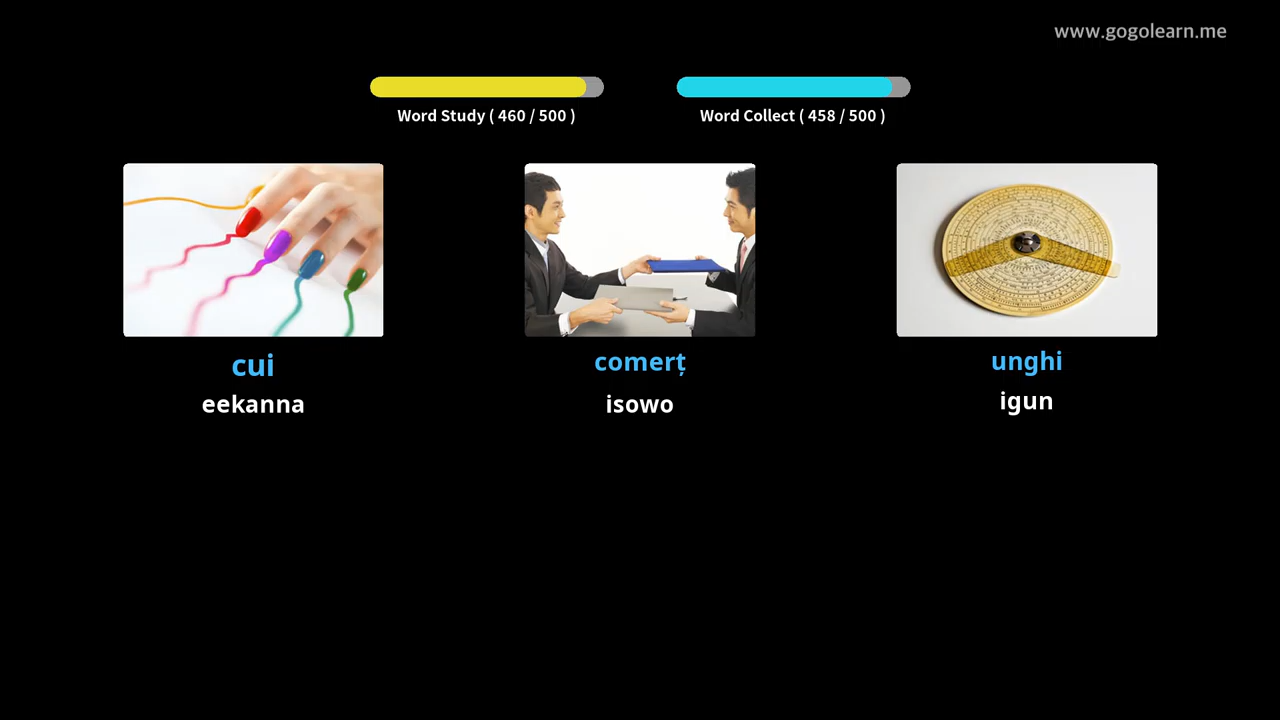 www.gogolearn.me
Word Study ( 460 / 500 )
Word Collect ( 458 / 500 )
cui
eekanna
comerț
isowo
unghi
igun